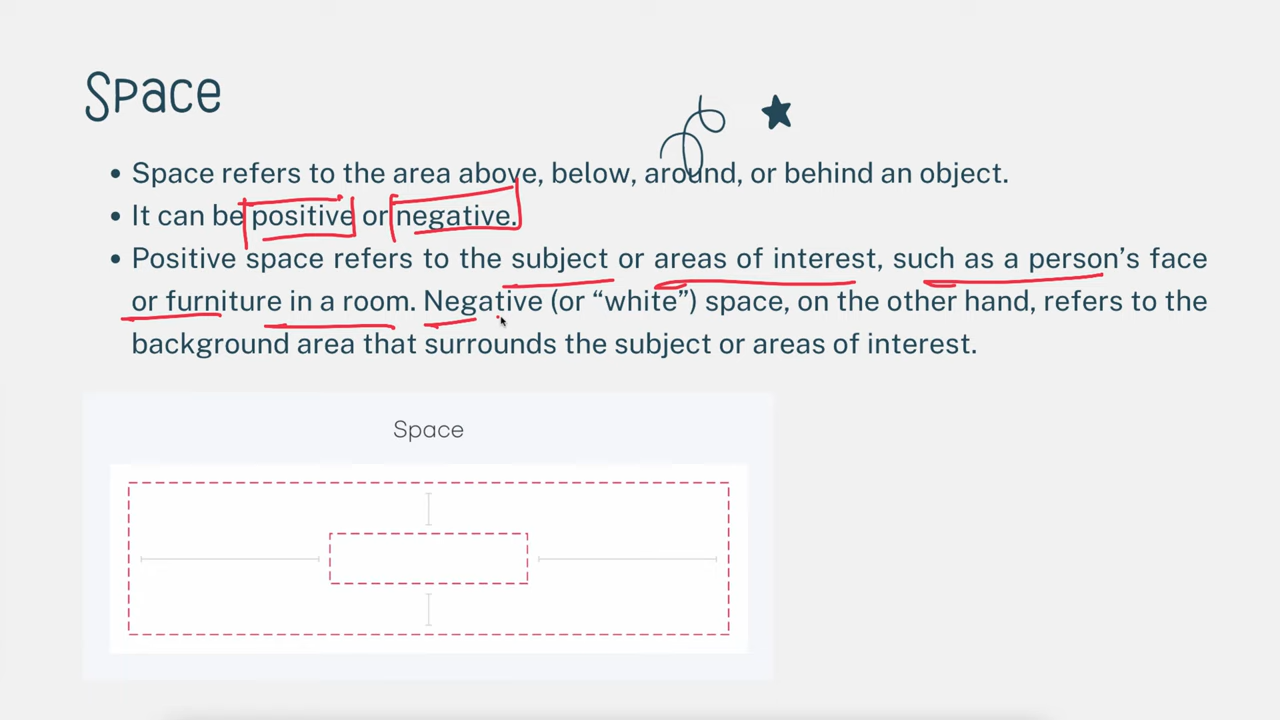 Space
• Space refers to the area above, below, around, or behind an object.
• It can be positive or negative.
• Positive space refers to the subject or areas of interest, such as a person’s face
or furniture in a room. Negative (or “white”) space, on the other hand, refers to the
background area that surrounds the subject or areas of interest.
Space